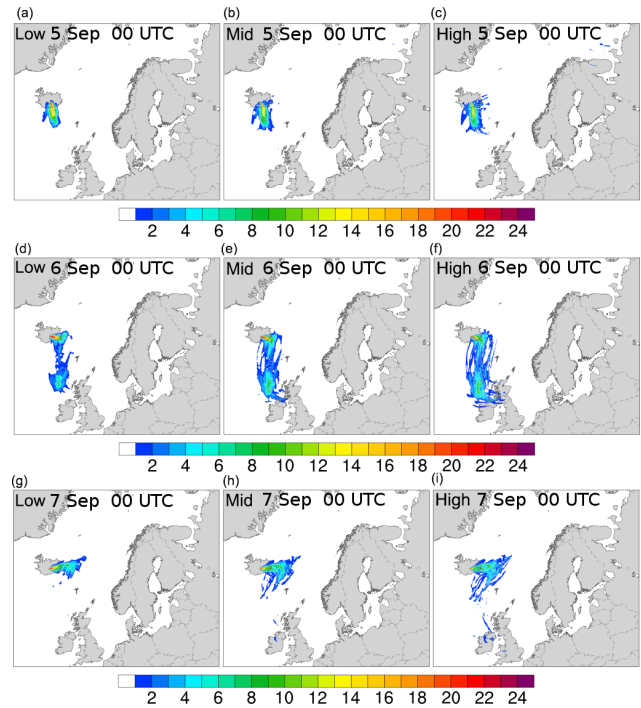 (a)
(b)
(c)
Low 5 Sep 00 UTC
Mid 5 Sep 00 UTC
High 5 Sep 00 UTC
2 4 6 8 10 12 14 16 18 20 22 24
(d)
(e)
(f)
Low 6 Sep 00 UTC
Mid 6 Sep 00 UTC
High 6 Sep 00 UTC
2 4 6 8 10 12 14 16 18 20 22 24
(g)
(h)
(i)
Low 7 Sep 00 UTC
Mid 7 Sep 00 UTC
High 7 Sep 00 UTC
2 4 6 8 10 12 14 16 18 20 22 24